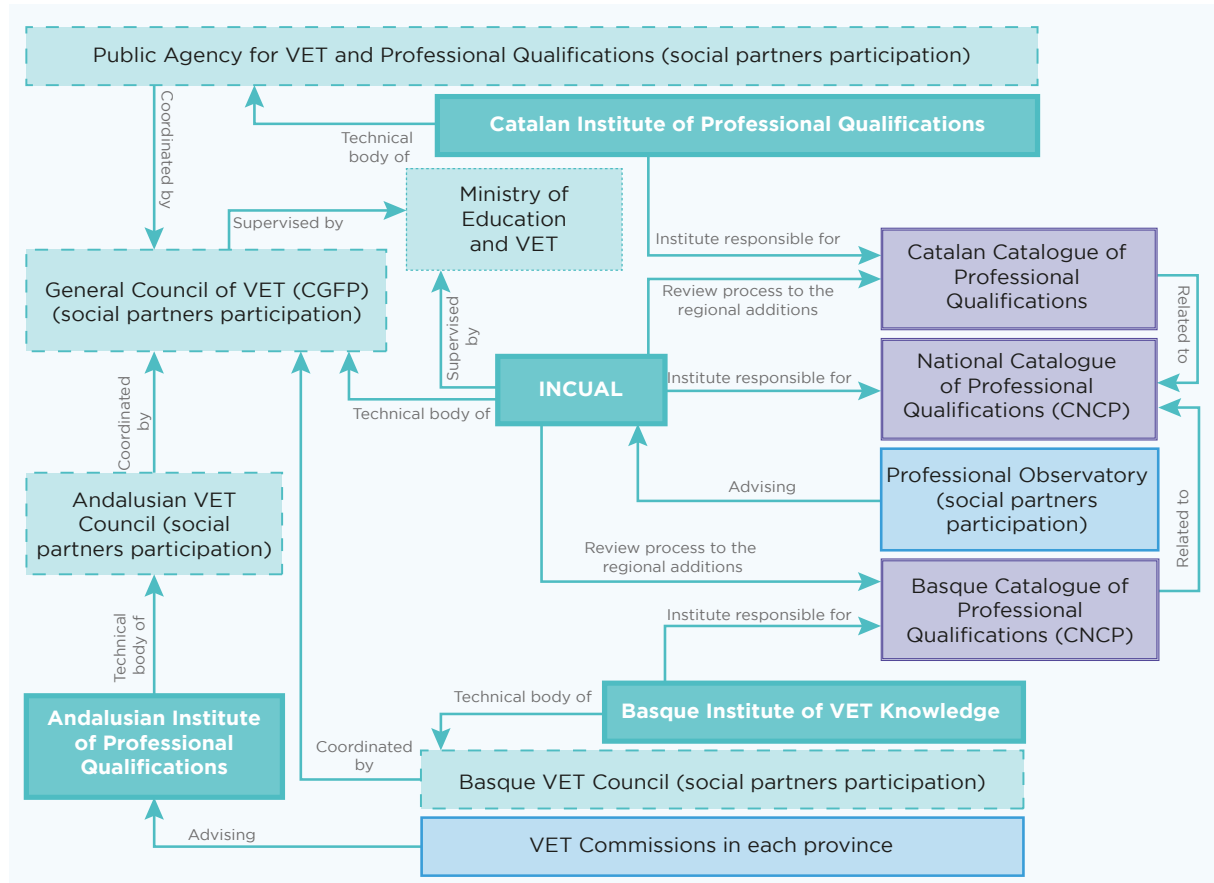 Public Agency for VET and Professional Qualifications (social partners participation)
Coordinated by
Technical
body of
Catalan Institute of Professional Qualifications
Supervised by
Ministry of
Education
and VET
Institute responsible for
Catalan Catalogue of
Professional
Qualifications
General Council of VET (CGFP)
(social partners participation)
Review process to the
regional additions
Related to
Supervised
by
Technical body of
INCUAL
Institute responsible for
National Catalogue
of Professional
Qualifications (CNCP)
Coordinated
by
Advising
Professional Observatory
(social partners
participation)
Andalusian VET
Council (social
partners participation)
Related to
Review process to the
regional additions
Institute responsible for
Basque Catalogue of
Professional
Qualifications (CNCP)
Technical
body of
Technical body of
Basque Institute of VET Knowledge
Andalusian Institute
of Professional
Qualifications
Coordinated
by
Basque VET Council (social partners participation)
Advising
VET Commissions in each province